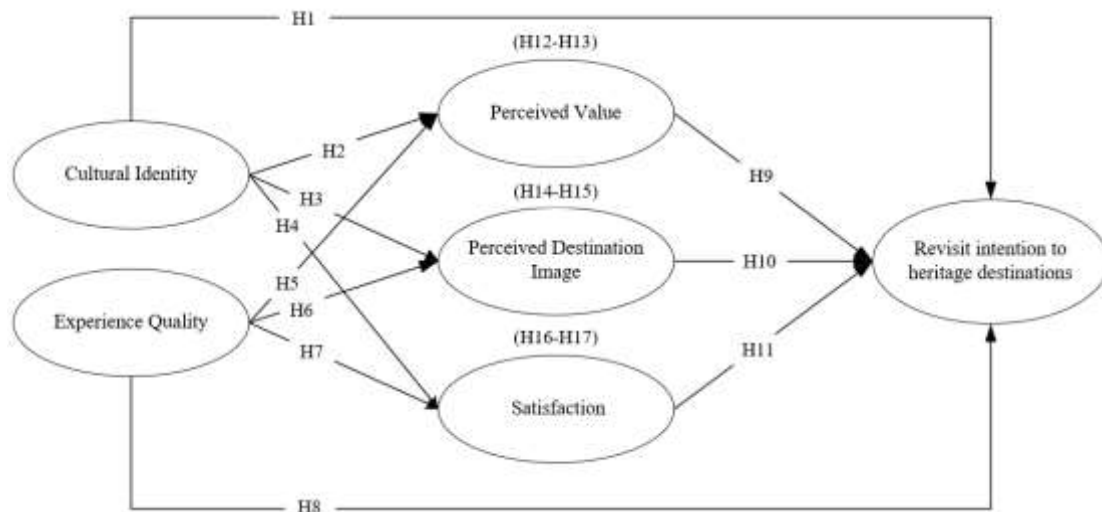 H1
(H12-H13)
Perceived Value
H2
Cultural Identity
H9
H3
(H14-H15)
H4
Perceived Destination
Image
H10
Revisit intention to
heritage destinations
H5
H6
Experience Quality
(H16-H17)
H7
H11
Satisfaction
H8